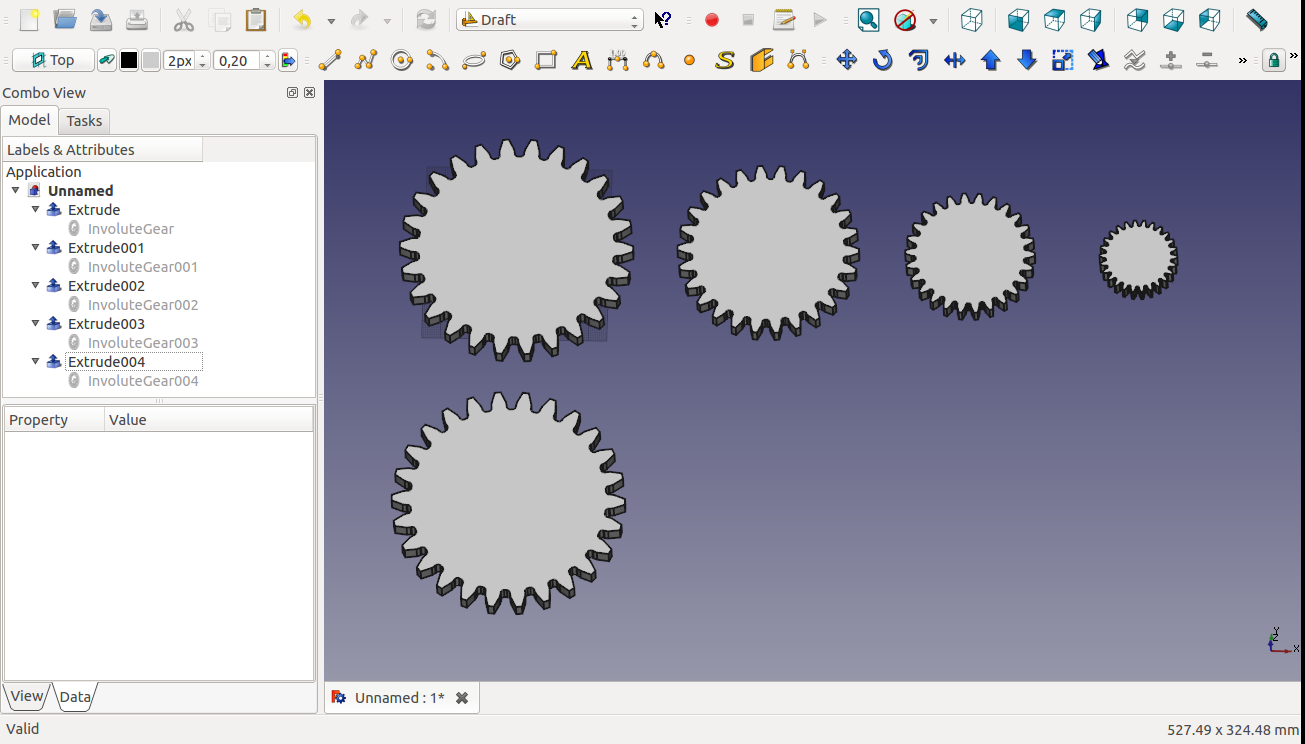 Draft
Top
2px
0,20
A
S
Combo View
Model
Tasks
Labels & Attributes
Application
Unnamed
Extrude
InvoluteGear
Extrude001
InvoluteGear001
Extrude002
InvoluteGear002
Extrude003
InvoluteGear003
Extrude004
InvoluteGear004
Property
Value
View
Data
Y
Z
X
Unnamed : 1*
Valid
527.49 x 324.48 mm